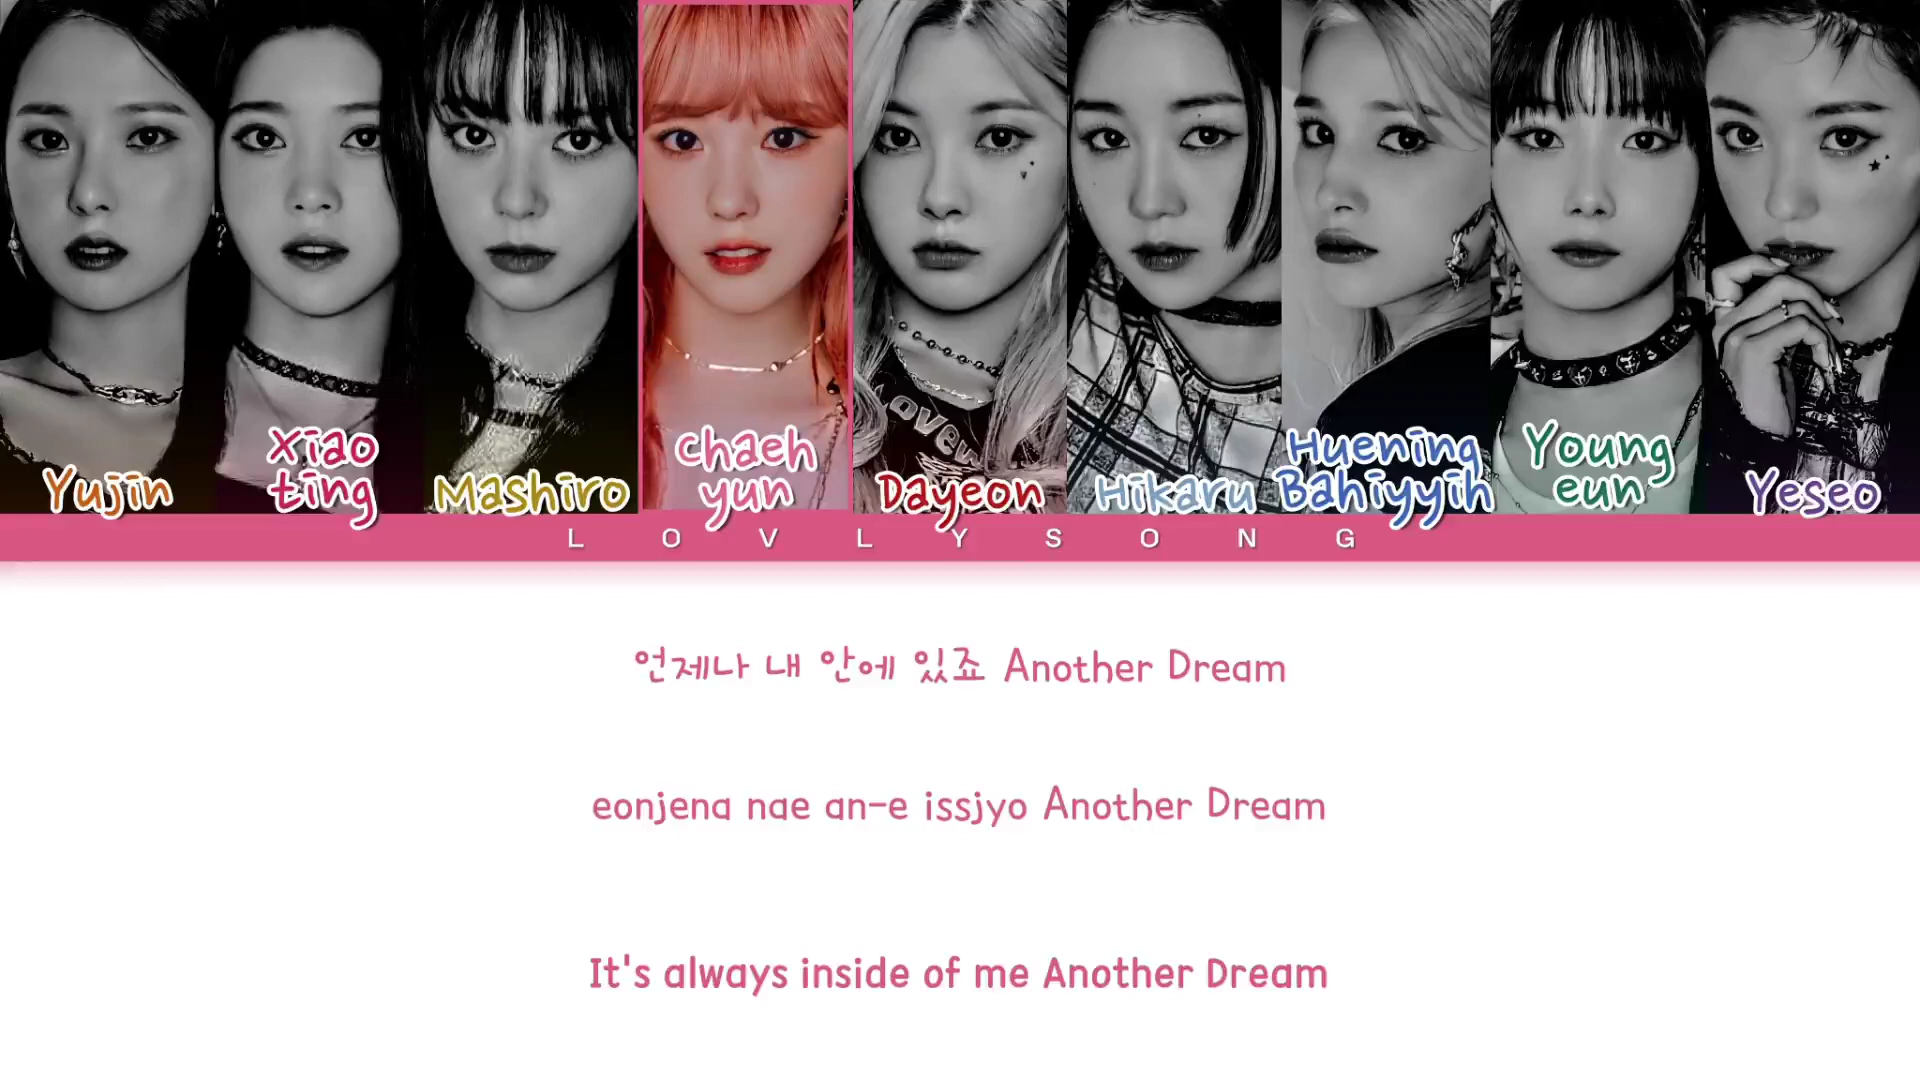 Yujin
Xiao
ting
Mashiro
Chaeh
yun
Dayeon
Hikaru
Huening
Bahiyyih
Young
eun
Yeseo
LOVLYSONG
언제나 내 안에 있죠 Another Dream
eonjena nae an-e issjyo Another Dream
It's always inside of me Another Dream